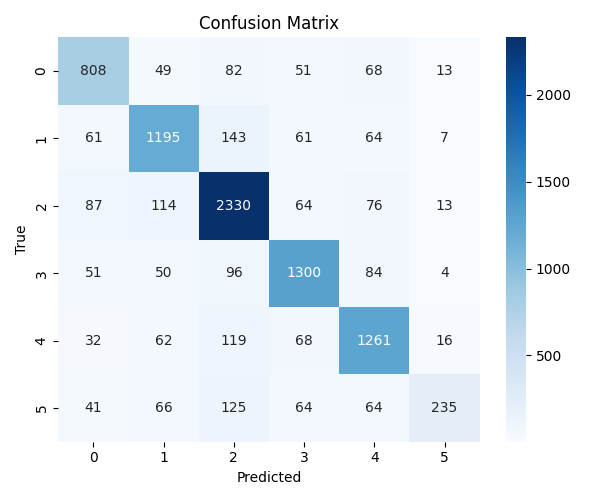 Confusion Matrix
0 808 49 82 51 68 13
1 61 1195 143 61 64 7
2 87 114 2330 64 76 13
3 51 50 96 1300 84 4
4 32 62 119 68 1261 16
5 41 66 125 64 64 235
0 1 2 3 4 5
Predicted
True
2000
1500
1000
500